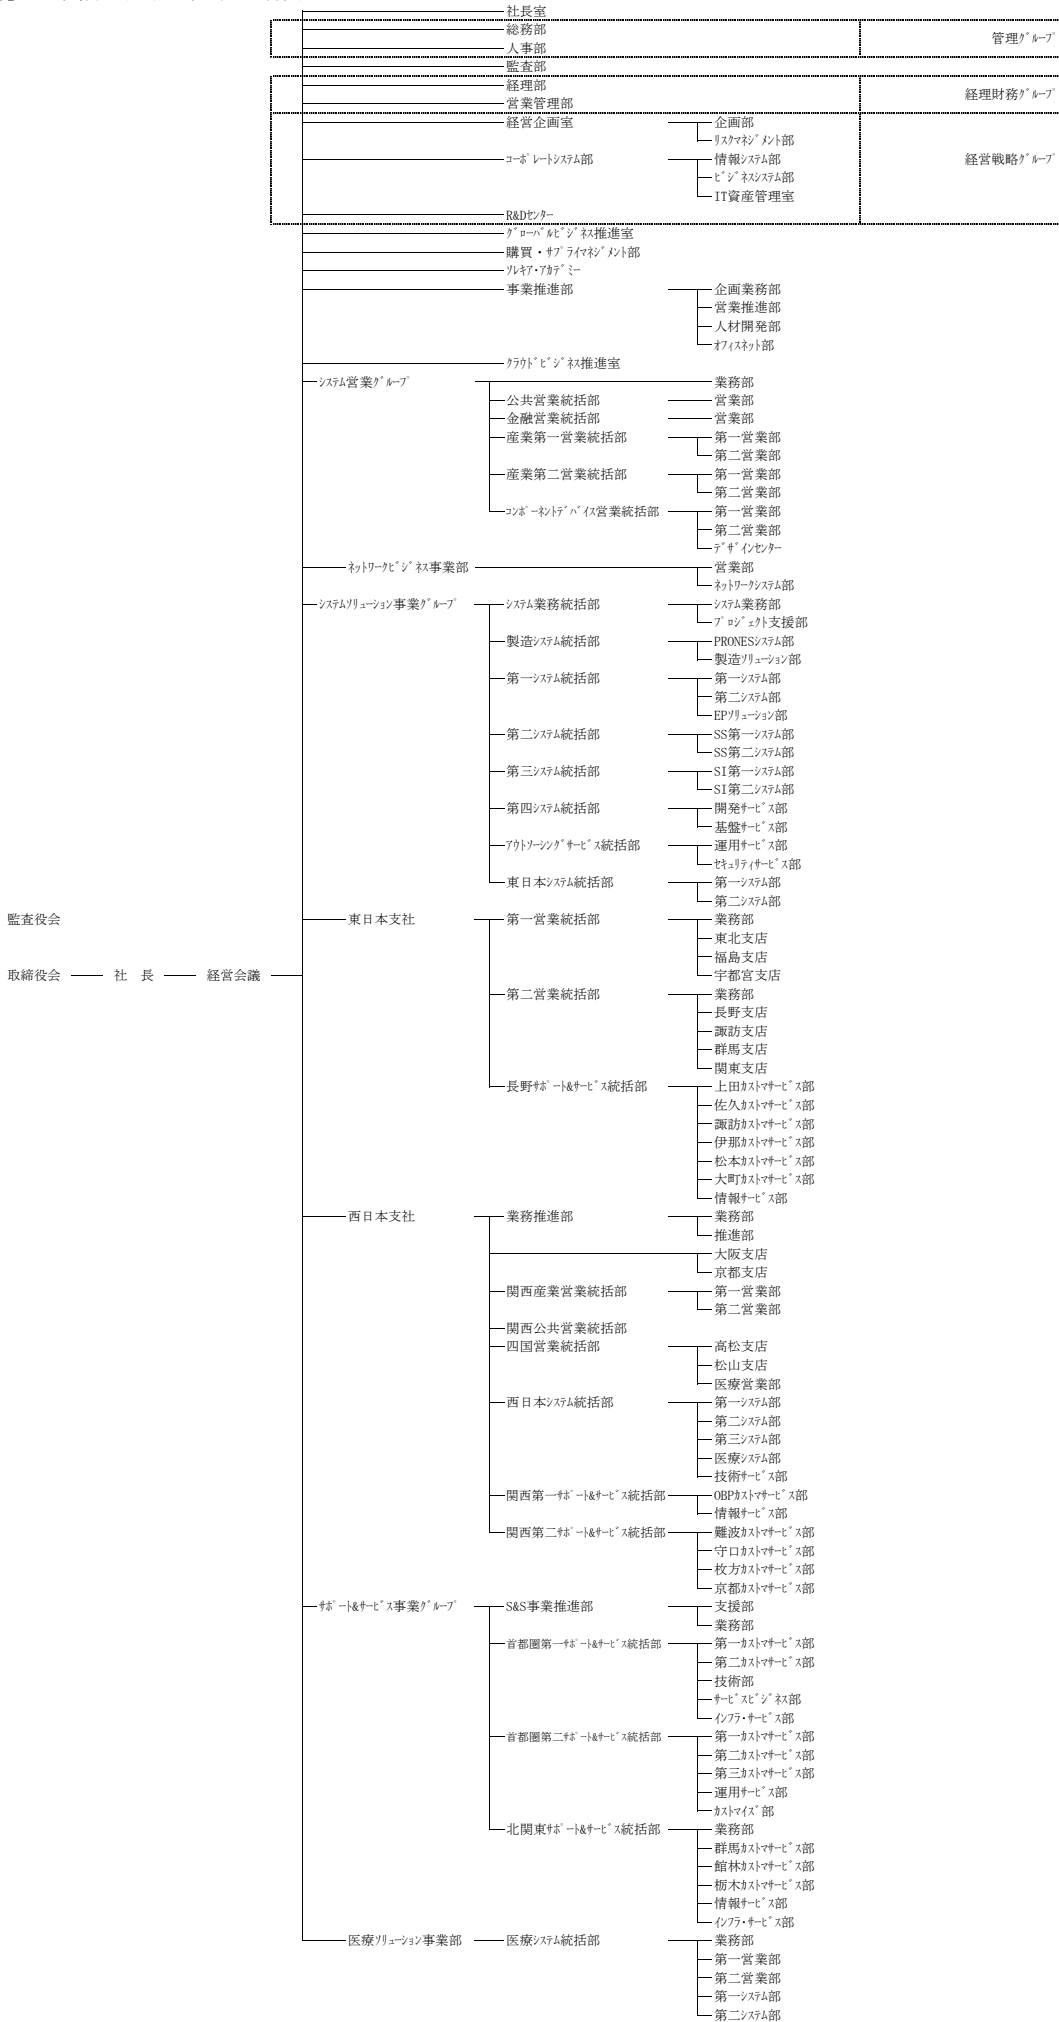 社長室
総務部
管理ｸﾞﾙｰﾌﾟ
人事部
監査部
経理部
経理財務ｸﾞﾙｰﾌﾟ
営業管理部
経営企画室 企画部
ﾘｽｸﾏﾈｼﾞﾒﾝﾄ部
ｺｰﾎﾟﾚｰﾄｼｽﾃﾑ部 情報ｼｽﾃﾑ部 経営戦略ｸﾞﾙｰﾌﾟ
ﾋﾞｼﾞﾈｽｼｽﾃﾑ部
IT資産管理室
R&Dｾﾝﾀｰ
ｸﾞﾛｰﾊﾞﾙﾋﾞｼﾞﾈｽ推進室
購買・ｻﾌﾟﾗｲﾏﾈｼﾞﾒﾝﾄ部
ｿﾚｷｱ･ｱｶﾃﾞﾐｰ
事業推進部 企画業務部
営業推進部
人材開発部
ｵﾌｨｽﾈｯﾄ部
ｸﾗｳﾄﾞﾋﾞｼﾞﾈｽ推進室
ｼｽﾃﾑ営業ｸﾞﾙｰﾌﾟ 業務部
公共営業統括部 営業部
金融営業統括部 営業部
産業第一営業統括部 第一営業部
第二営業部
産業第二営業統括部 第一営業部
第二営業部
ｺﾝﾎﾟｰﾈﾝﾄﾃﾞﾊﾞｲｽ営業統括部 第一営業部
第二営業部
ﾃﾞｻﾞｲﾝｾﾝﾀｰ
ﾈｯﾄﾜｰｸﾋﾞｼﾞﾈｽ事業部 営業部
ﾈｯﾄﾜｰｸｼｽﾃﾑ部
ｼｽﾃﾑｿﾘｭｰｼｮﾝ事業ｸﾞﾙｰﾌﾟ ｼｽﾃﾑ業務統括部 ｼｽﾃﾑ業務部
ﾌﾟﾛｼﾞｪｸﾄ支援部
製造ｼｽﾃﾑ統括部 PRONESｼｽﾃﾑ部
製造ｿﾘｭｰｼｮﾝ部
第一ｼｽﾃﾑ統括部 第一ｼｽﾃﾑ部
第二ｼｽﾃﾑ部
EPｿﾘｭｰｼｮﾝ部
第二ｼｽﾃﾑ統括部 SS第一ｼｽﾃﾑ部
SS第二ｼｽﾃﾑ部
第三ｼｽﾃﾑ統括部 SI第一ｼｽﾃﾑ部
SI第二ｼｽﾃﾑ部
第四ｼｽﾃﾑ統括部 開発ｻｰﾋﾞｽ部
基盤ｻｰﾋﾞｽ部
ｱｳﾄｿｰｼﾝｸﾞｻｰﾋﾞｽ統括部 運用ｻｰﾋﾞｽ部
ｾｷｭﾘﾃｨｻｰﾋﾞｽ部
東日本ｼｽﾃﾑ統括部 第一ｼｽﾃﾑ部
第二ｼｽﾃﾑ部
監査役会 東日本支社 第一営業統括部 業務部
東北支店
福島支店
取締役会 社 長 経営会議 宇都宮支店
第二営業統括部 業務部
長野支店
諏訪支店
群馬支店
関東支店
長野ｻﾎﾟｰﾄ&ｻｰﾋﾞｽ統括部 上田ｶｽﾄﾏｻｰﾋﾞｽ部
佐久ｶｽﾄﾏｻｰﾋﾞｽ部
諏訪ｶｽﾄﾏｻｰﾋﾞｽ部
伊那ｶｽﾄﾏｻｰﾋﾞｽ部
松本ｶｽﾄﾏｻｰﾋﾞｽ部
大町ｶｽﾄﾏｻｰﾋﾞｽ部
情報ｻｰﾋﾞｽ部
西日本支社 業務推進部 業務部
推進部
大阪支店
京都支店
関西産業営業統括部 第一営業部
第二営業部
関西公共営業統括部
四国営業統括部 高松支店
松山支店
医療営業部
西日本ｼｽﾃﾑ統括部 第一ｼｽﾃﾑ部
第二ｼｽﾃﾑ部
第三ｼｽﾃﾑ部
医療ｼｽﾃﾑ部
技術ｻｰﾋﾞｽ部
関西第一ｻﾎﾟｰﾄ&ｻｰﾋﾞｽ統括部 OBPｶｽﾄﾏｻｰﾋﾞｽ部
情報ｻｰﾋﾞｽ部
関西第二ｻﾎﾟｰﾄ&ｻｰﾋﾞｽ統括部 難波ｶｽﾄﾏｻｰﾋﾞｽ部
守口ｶｽﾄﾏｻｰﾋﾞｽ部
枚方ｶｽﾄﾏｻｰﾋﾞｽ部
京都ｶｽﾄﾏｻｰﾋﾞｽ部
ｻﾎﾟｰﾄ&ｻｰﾋﾞｽ事業ｸﾞﾙｰﾌﾟ S&S事業推進部 支援部
業務部
首都圏第一ｻﾎﾟｰﾄ&ｻｰﾋﾞｽ統括部 第一ｶｽﾄﾏｻｰﾋﾞｽ部
第二ｶｽﾄﾏｻｰﾋﾞｽ部
技術部
ｻｰﾋﾞｽﾋﾞｼﾞﾈｽ部
ｲﾝﾌﾗ･ｻｰﾋﾞｽ部
首都圏第二ｻﾎﾟｰﾄ&ｻｰﾋﾞｽ統括部 第一ｶｽﾄﾏｻｰﾋﾞｽ部
第二ｶｽﾄﾏｻｰﾋﾞｽ部
第三ｶｽﾄﾏｻｰﾋﾞｽ部
運用ｻｰﾋﾞｽ部
ｶｽﾄﾏｲｽﾞ部
北関東ｻﾎﾟｰﾄ&ｻｰﾋﾞｽ統括部 業務部
群馬ｶｽﾄﾏｻｰﾋﾞｽ部
館林ｶｽﾄﾏｻｰﾋﾞｽ部
栃木ｶｽﾄﾏｻｰﾋﾞｽ部
情報ｻｰﾋﾞｽ部
ｲﾝﾌﾗ･ｻｰﾋﾞｽ部
医療ｿﾘｭｰｼｮﾝ事業部 医療ｼｽﾃﾑ統括部 業務部
第一営業部
第二営業部
第一ｼｽﾃﾑ部
第二ｼｽﾃﾑ部